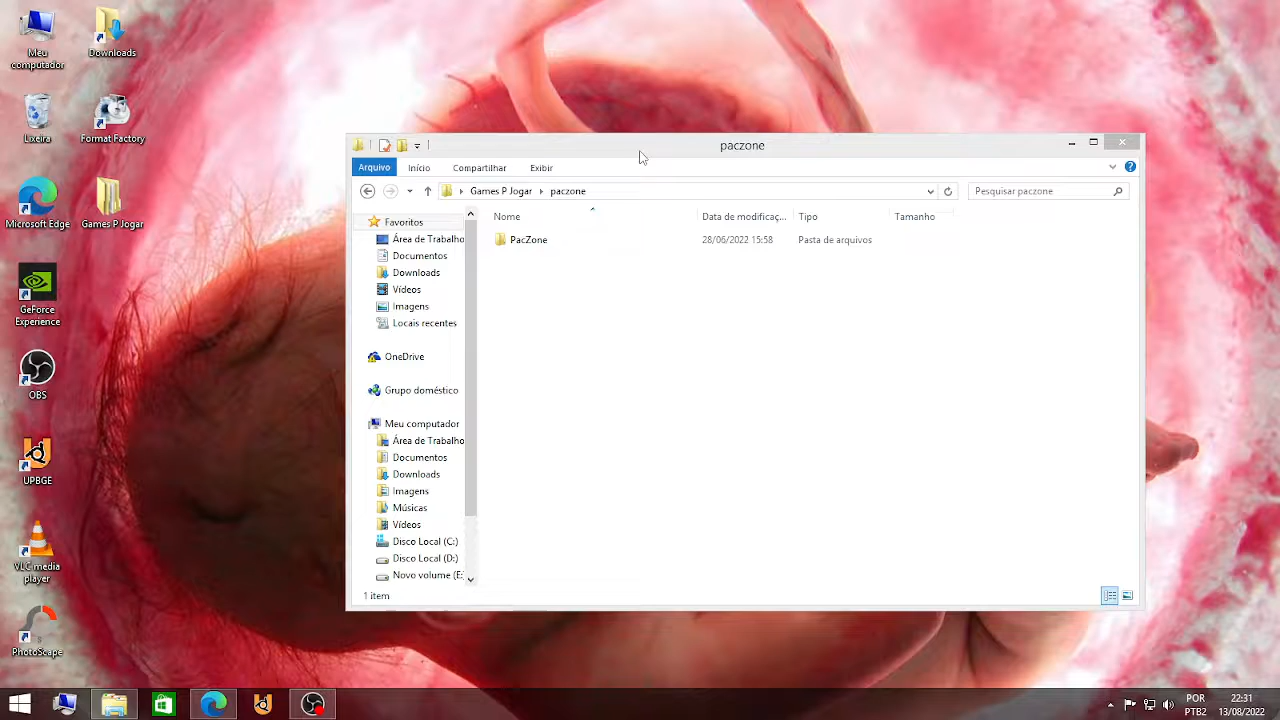 Meu
computador
Downloads
Lixeira
Format Factory
Microsoft Edge
Games P Jogar
GeForce
Experience
OBS
UPBGE
VLC media
player
PhotoScape
paczone
Arquivo
Início
Compartilhar
Exibir
Games P Jogar
paczone
Pesquisar paczone
Nome
Data de modificaç...
Tipo
Tamanho
PacZone
28/06/2022 15:58
Pasta de arquivos
Favoritos
Área de Trabalho
Documentos
Downloads
Vídeos
Imagens
Locais recentes
OneDrive
Grupo doméstico
Meu computador
Área de Trabalho
Documentos
Downloads
Imagens
Músicas
Vídeos
Disco Local (C:)
Disco Local (D:)
Novo volume (E:
1 item
POR
PTB2
22:31
13/08/2022